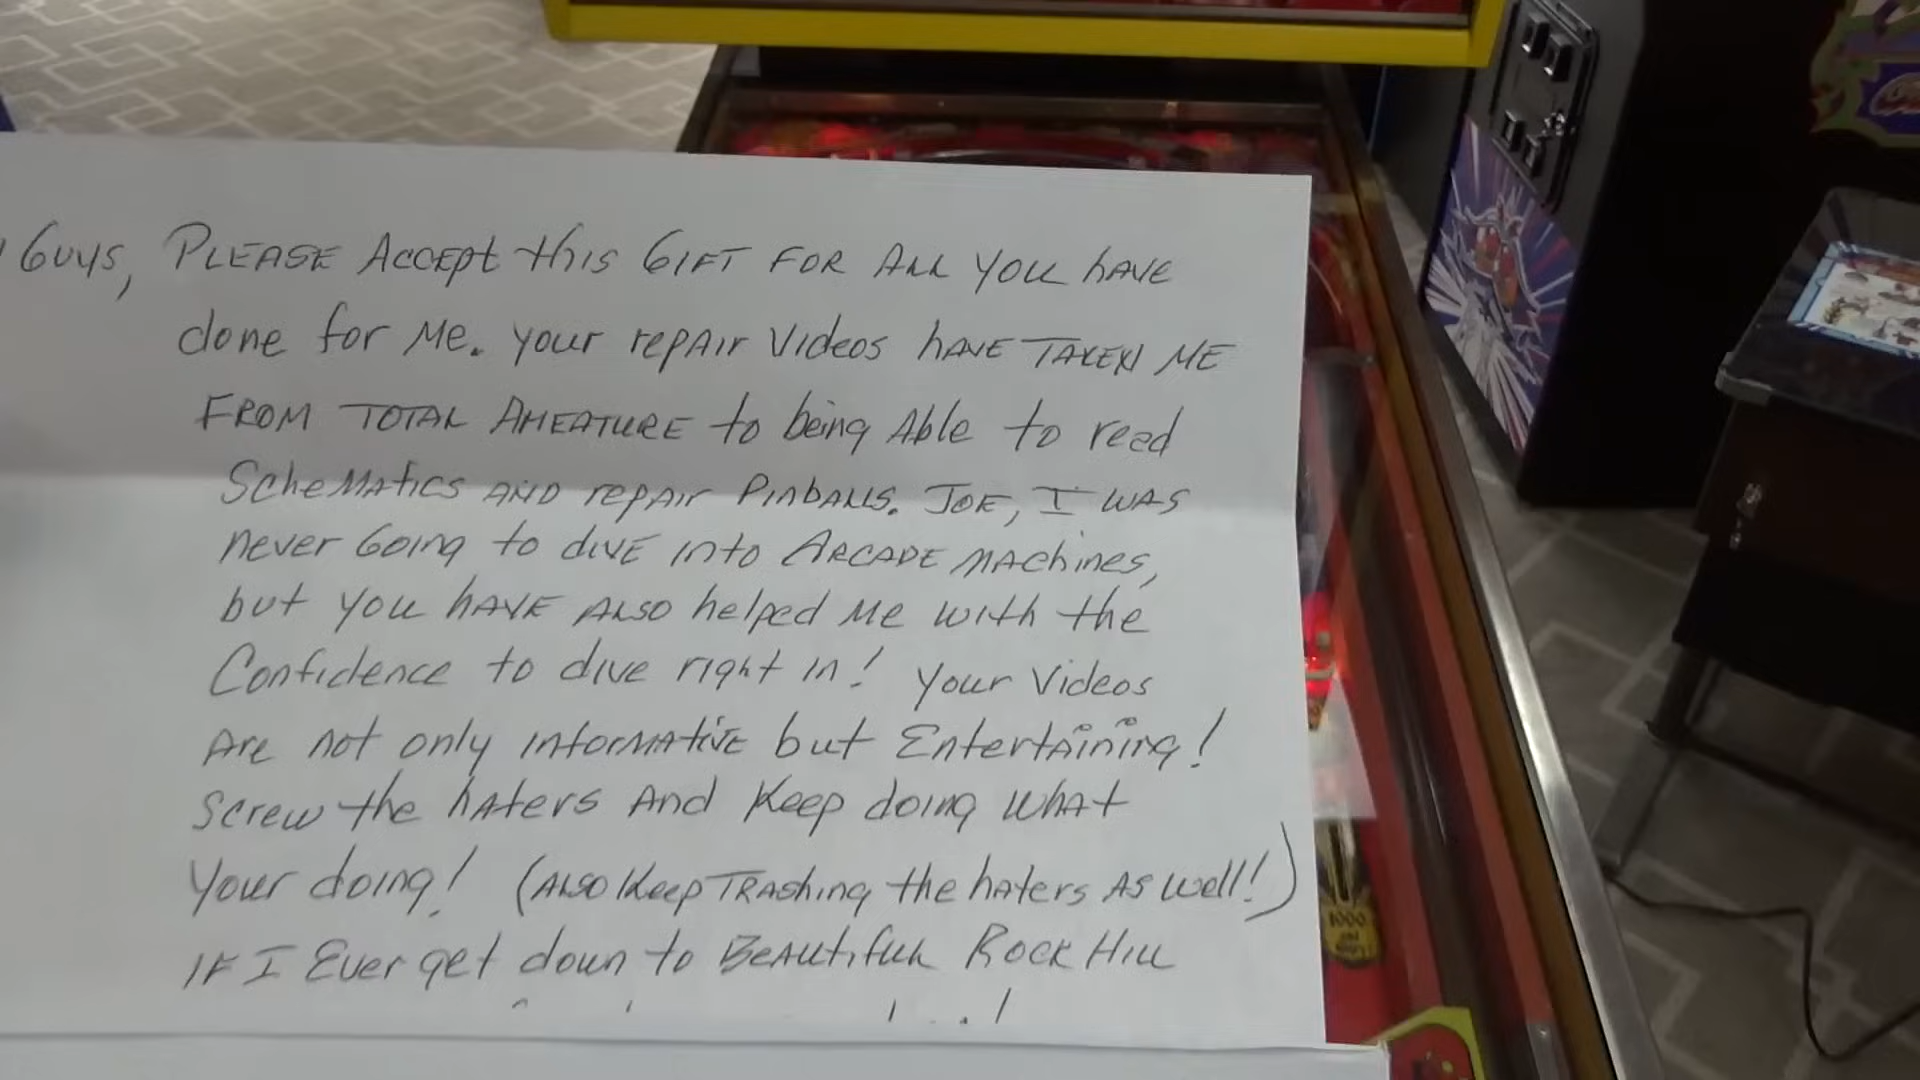 Guys, PLEASE ACCEpt this GIFT FOR ALL YOU hAVE
done for Me. your repAIr Videos hAVE TAKEN ME
FROM TOTAL AMEATURE to being Able to reed
ScheMAtics AND repAIr PINBALLS. JOE, I WAS
never Going to diVE into ARCADE MAchines,
but you hAVE ALSO helped Me with the
Confidence to dive right in! your Videos
Are not only inforMAtiVE but EntertAining!
Screw the hAters And Keep doing WhAt
Your doing! (ALSO Keep TRAshing the hAters AS Well!)
IF I Ever get down to BEAutifuL Rock HILL
1000